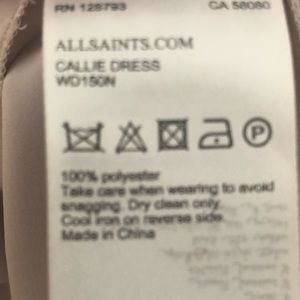 RN 128793 CA 58080
ALLSAINTS.COM
CALLIE DRESS
WD150N
P
100% polyester
Take care when wearing to avoid
snagging. Dry clean only.
Cool iron on reverse side.
Made in China